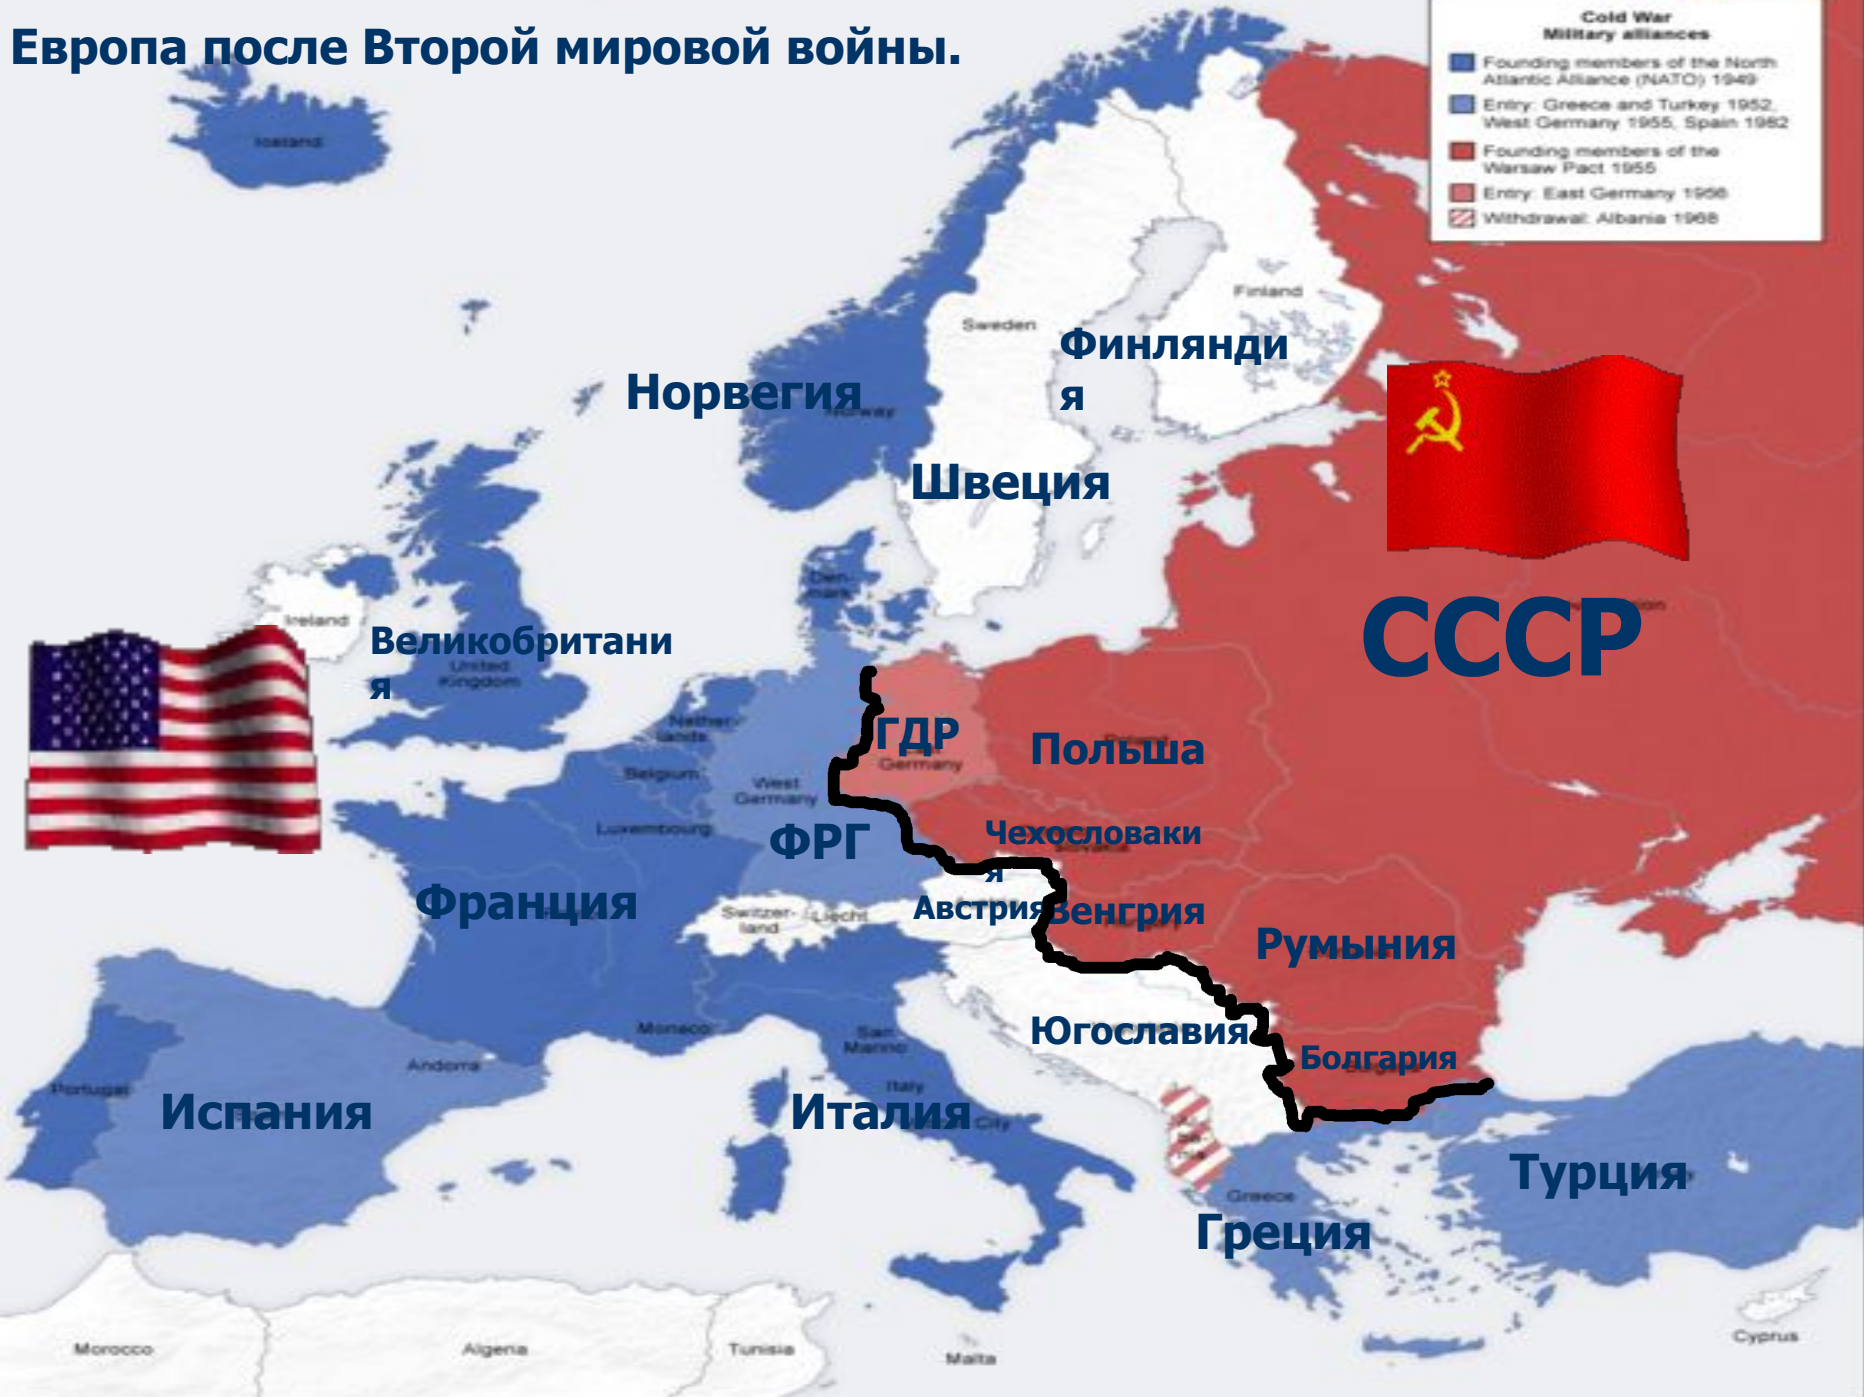 Европа после Второй мировой войны.
Cold War
Military alliances
Founding members of the North
Atlantic Alliance (NATO) 1949
Entry: Greece and Turkey 1952,
West Germany 1955, Spain 1982
Founding members of the
Warsaw Pact 1955
Entry: East Germany 1956
Withdrawal: Albania 1968
Iceland
Finland
Sweden
Финлянди
я
Норвегия
Norway
Швеция
Den-
mark
Ireland
СССР
Великобритани
я
United
Kingdom
Nether-
lands
ГДР
Germany
Польша
Poland
Belgium
West
Germany
Luxembourg
ФРГ
Чехословаки
я
Франция
Switzer-
land
Liecht
Австрия
Венгрия
Румыния
Monaco
San
Marino
Югославия
Болгария
Andorra
Portugal
Испания
Italy
Италия
City
Турция
Greece
Греция
Morocco
Algeria
Tunisia
Malta
Cyprus